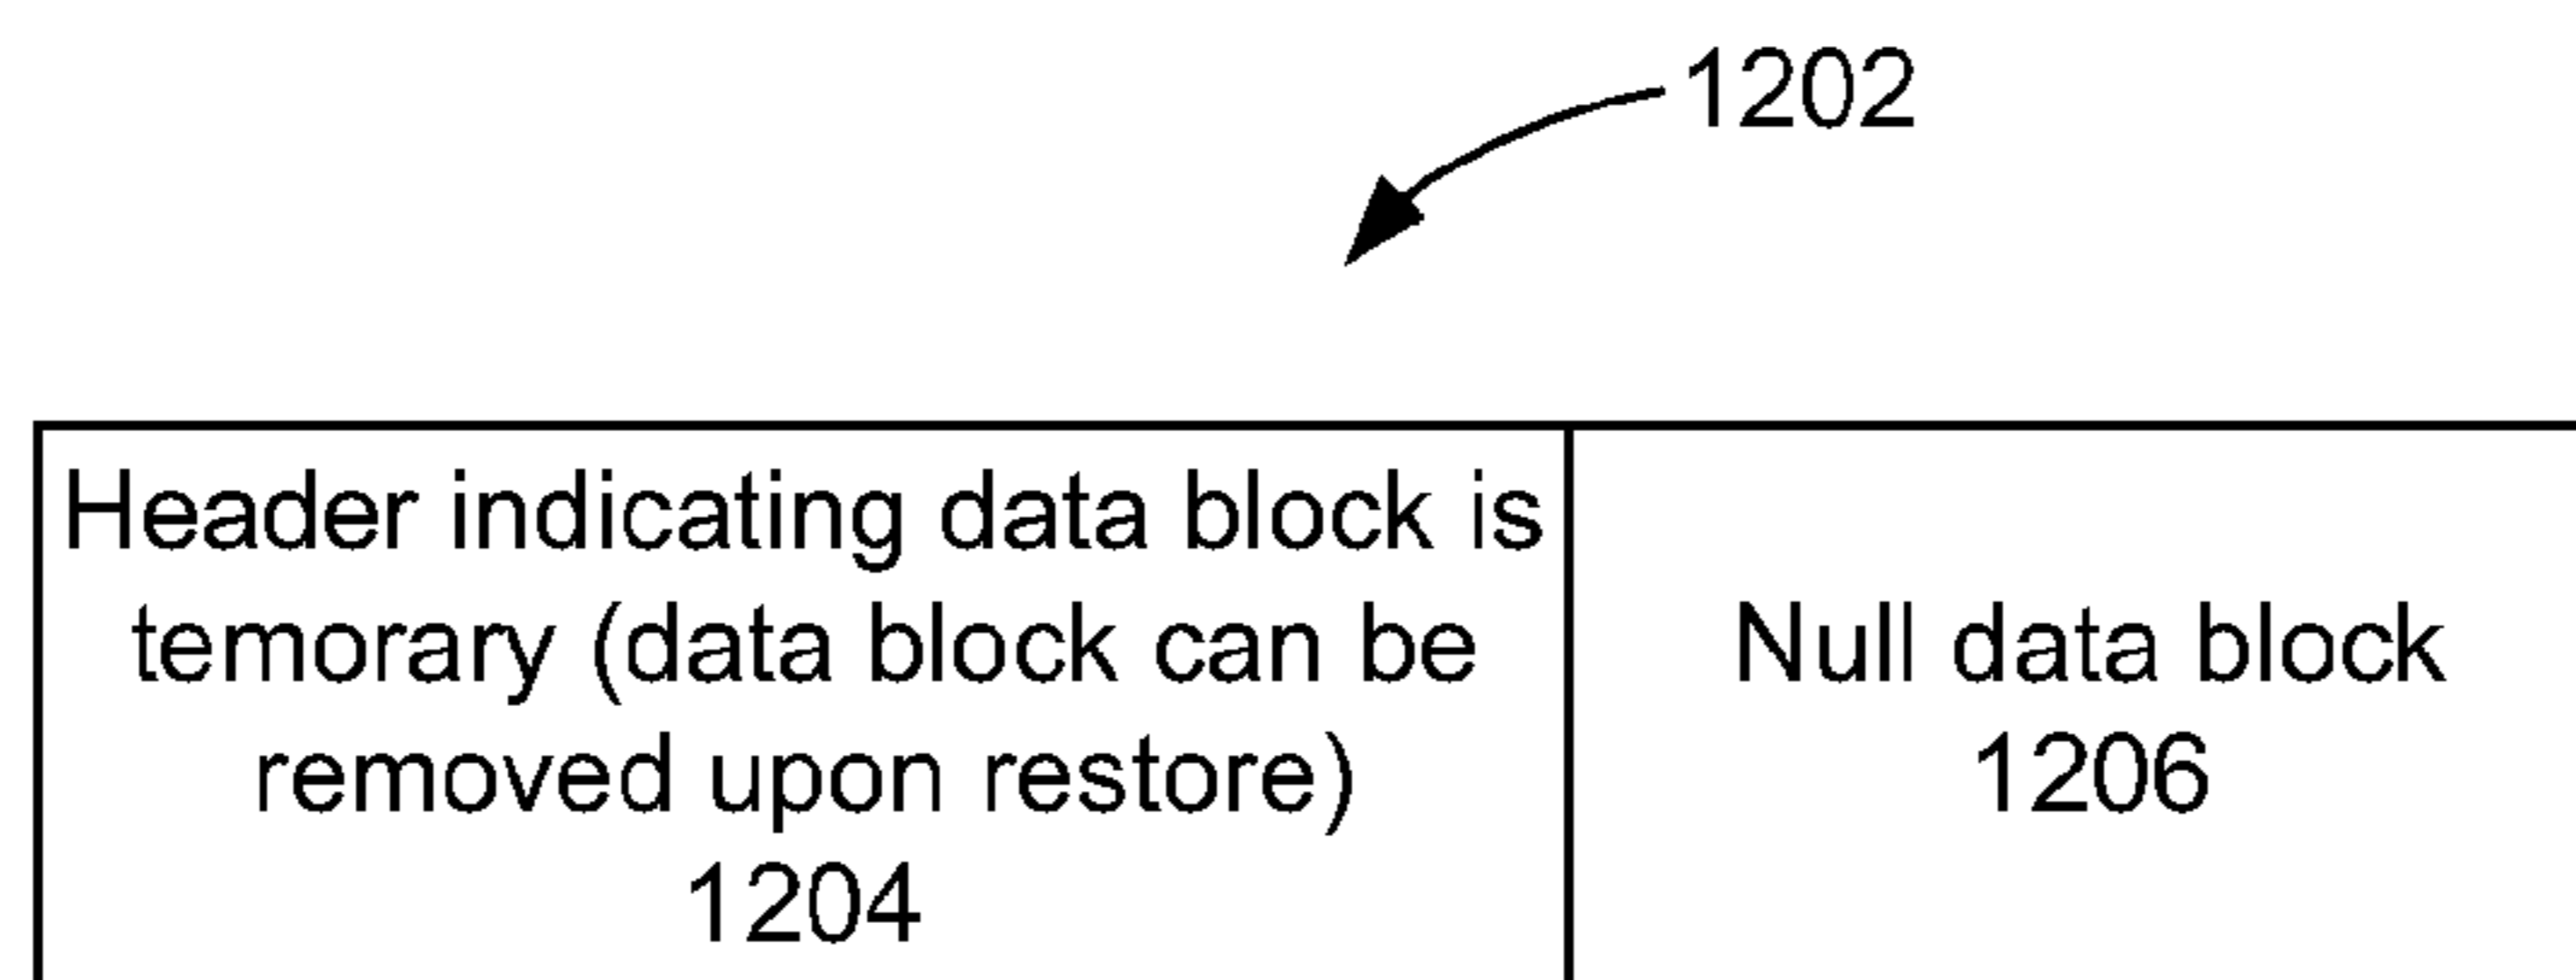 1202
Header indicating data block is
temorary (data block can be
removed upon restore)
1204
Null data block
1206